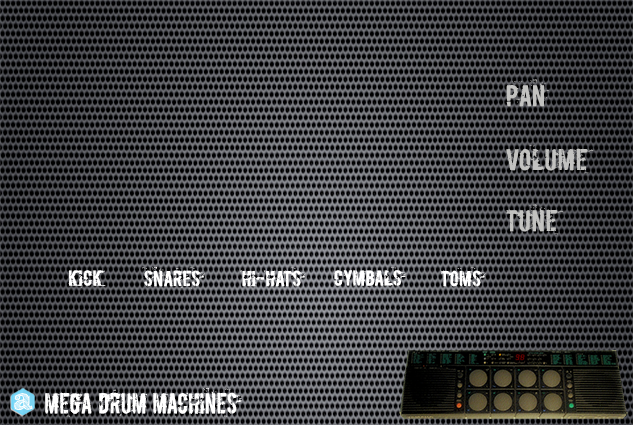 PAN
VOLUME
TUNE
KICK SNARES HI-HATS CYMBALS TOMS
MEGA DRUM MACHINES